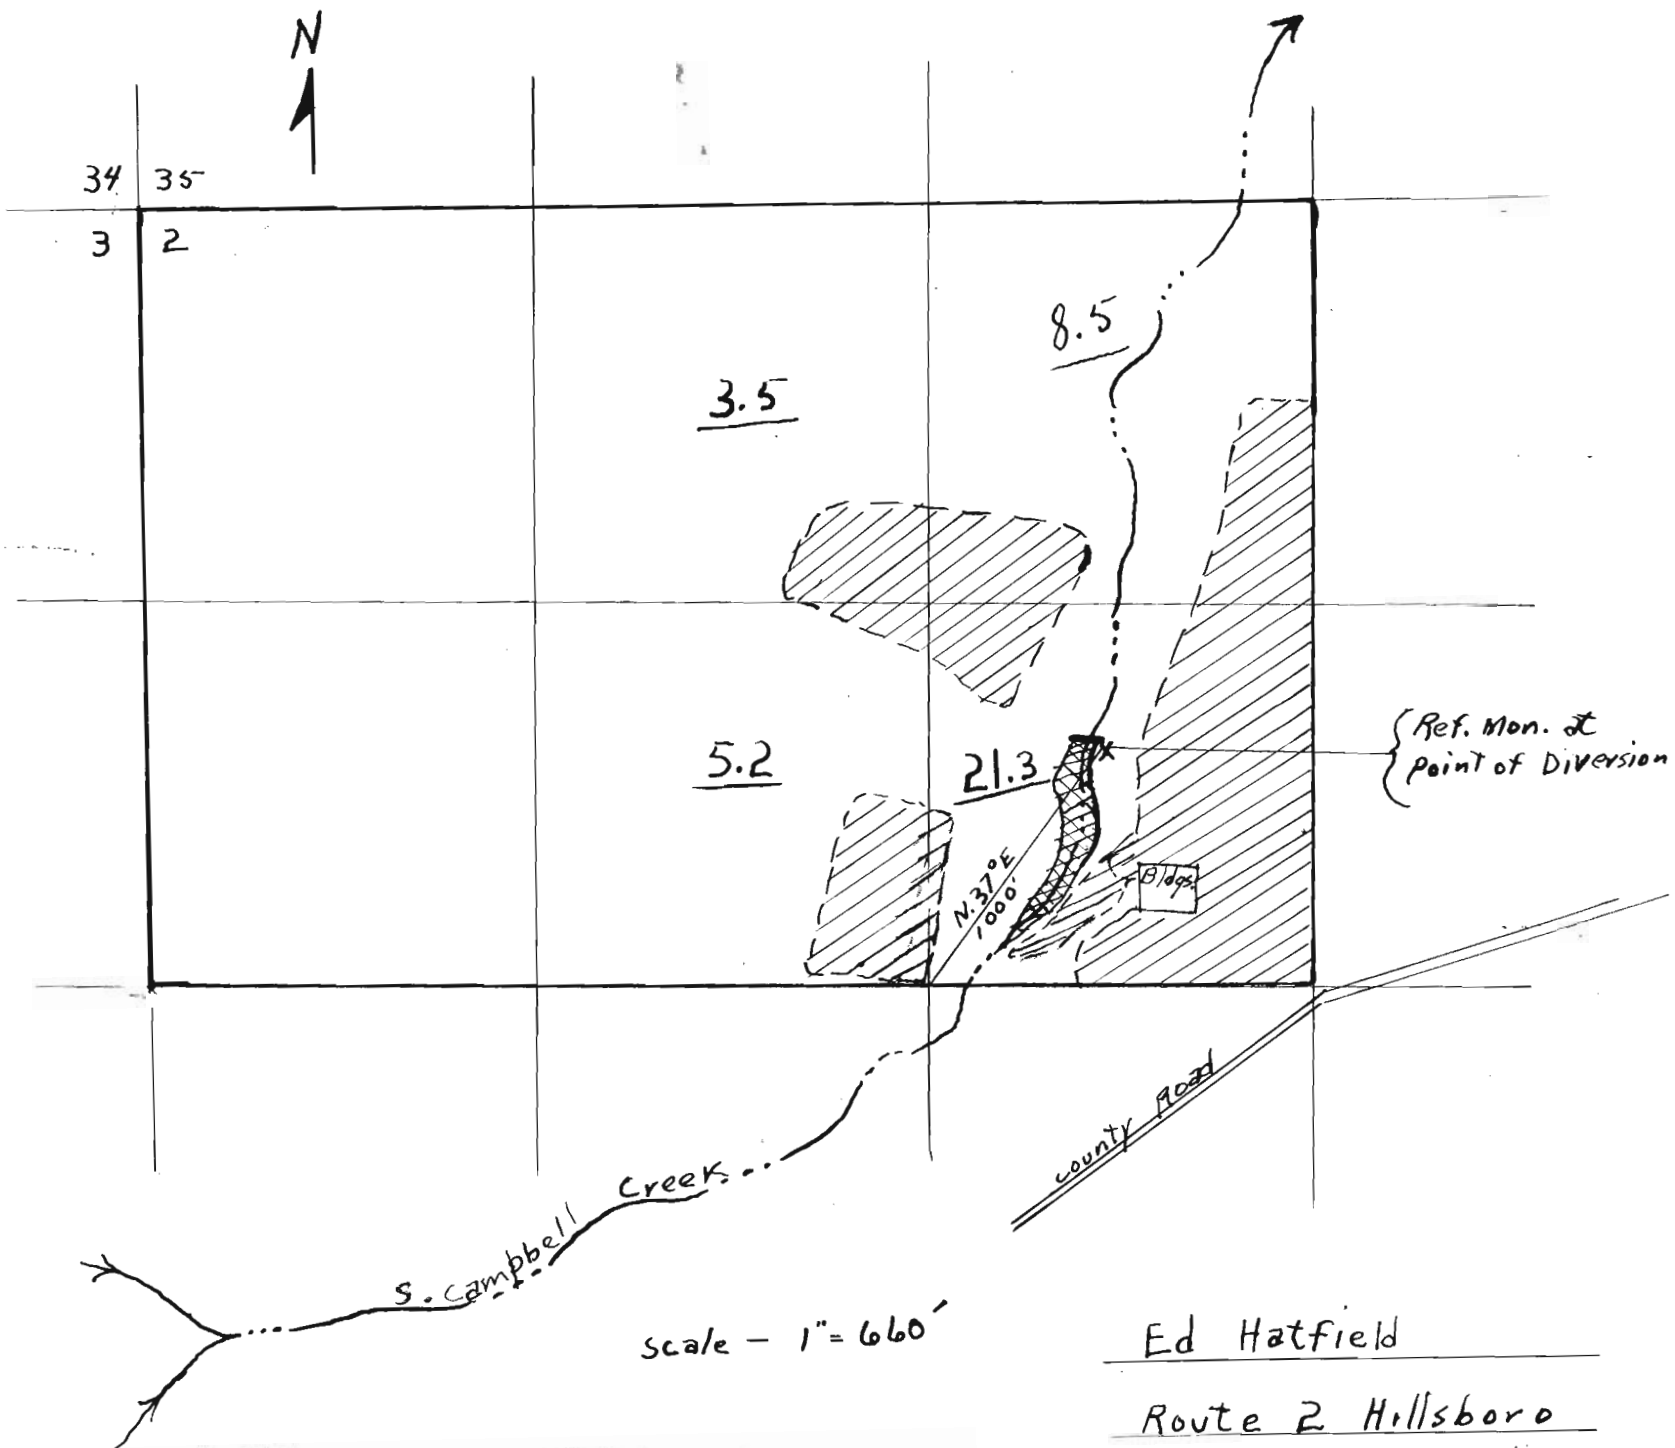 N
34 35
3 2
8.5
3.5
5.2
21.3
Ref. Mon. at
point of Diversion
N. 37° E
1000'
Bldgs.
County Road
S. Campbell Creek
Scale - 1" = 660'
Ed Hatfield
Route 2 Hillsboro